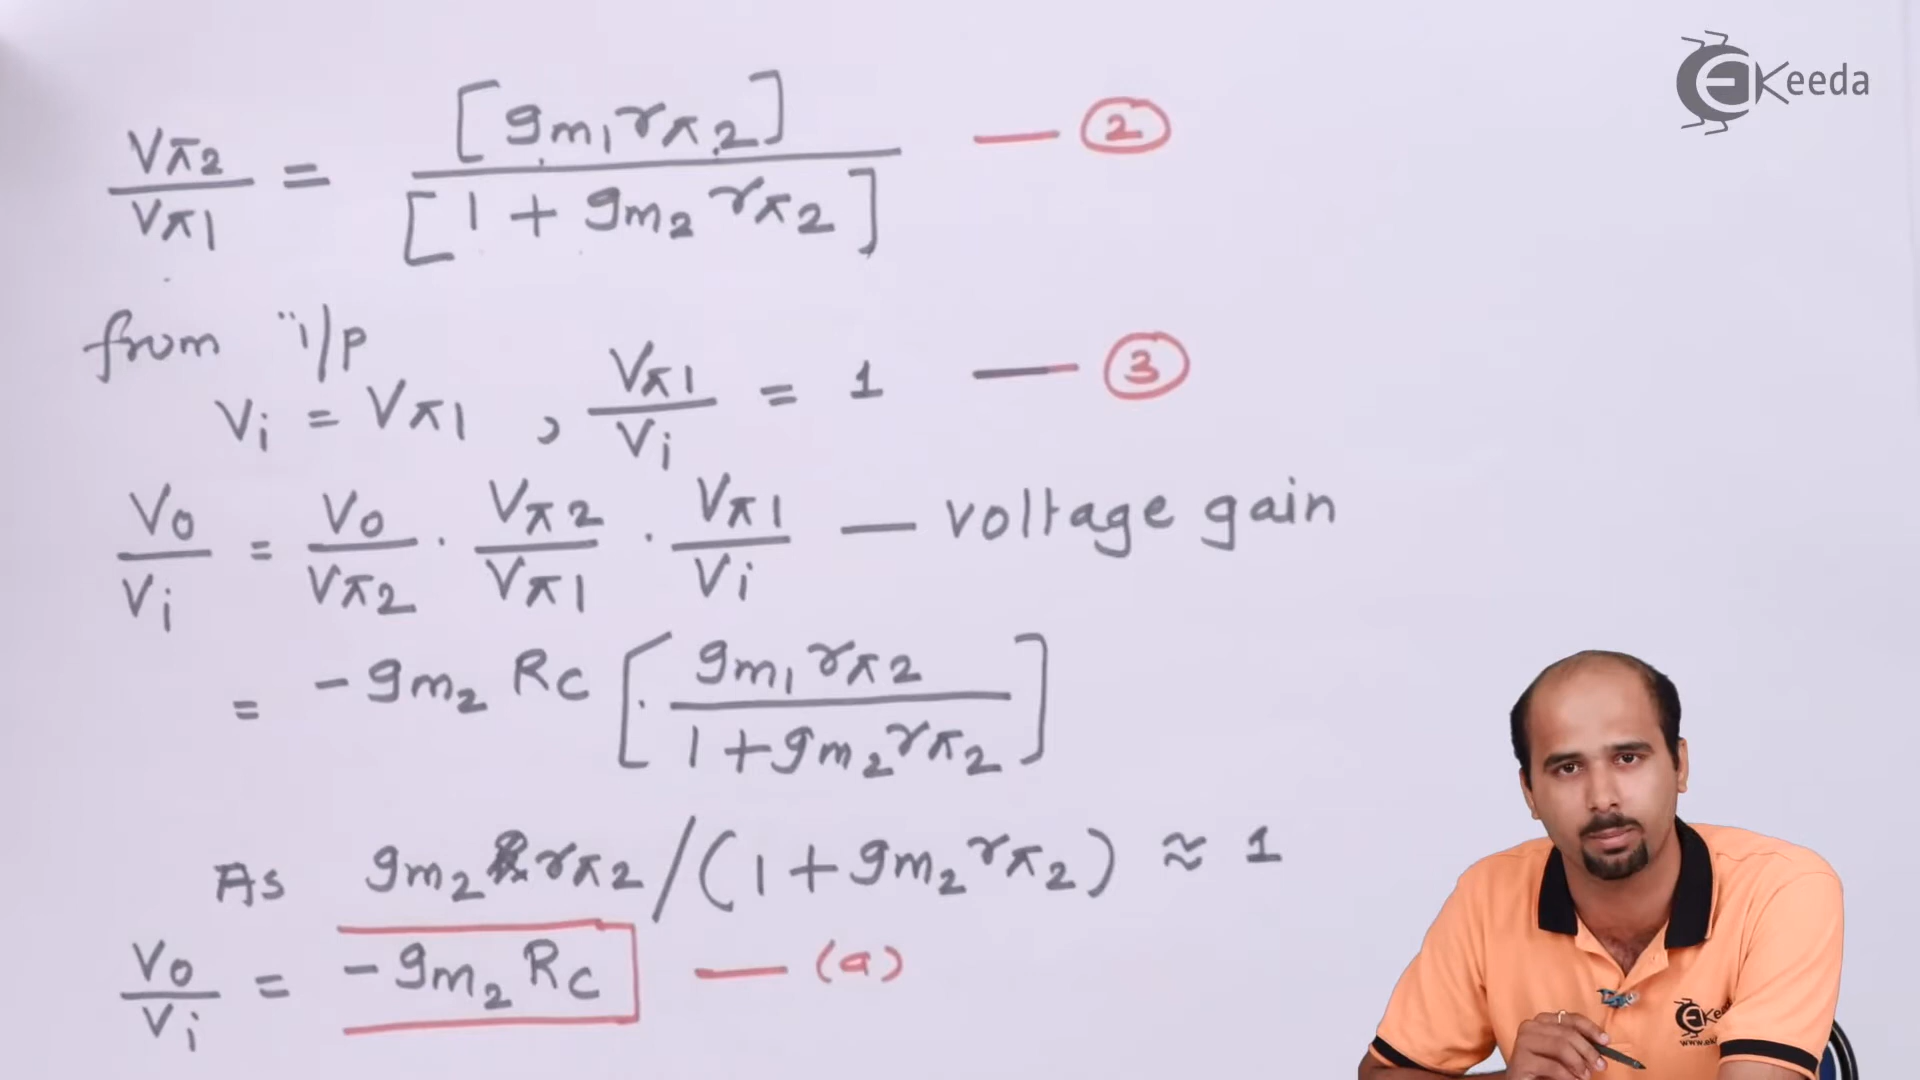 Vπ2/Vπ1 = [gm1 rπ2] / [1 + gm2 rπ2] — 2
from i/p
Vi = Vπ1 , Vπ1/Vi = 1 — 3
Vo/Vi = Vo/Vπ2 · Vπ2/Vπ1 · Vπ1/Vi — voltage gain
= -gm2 Rc [gm1 rπ2 / 1+gm2 rπ2]
As gm2 rπ2/(1+gm2 rπ2) ≈ 1
Vo/Vi = -gm2 Rc — (a)
EKeeda